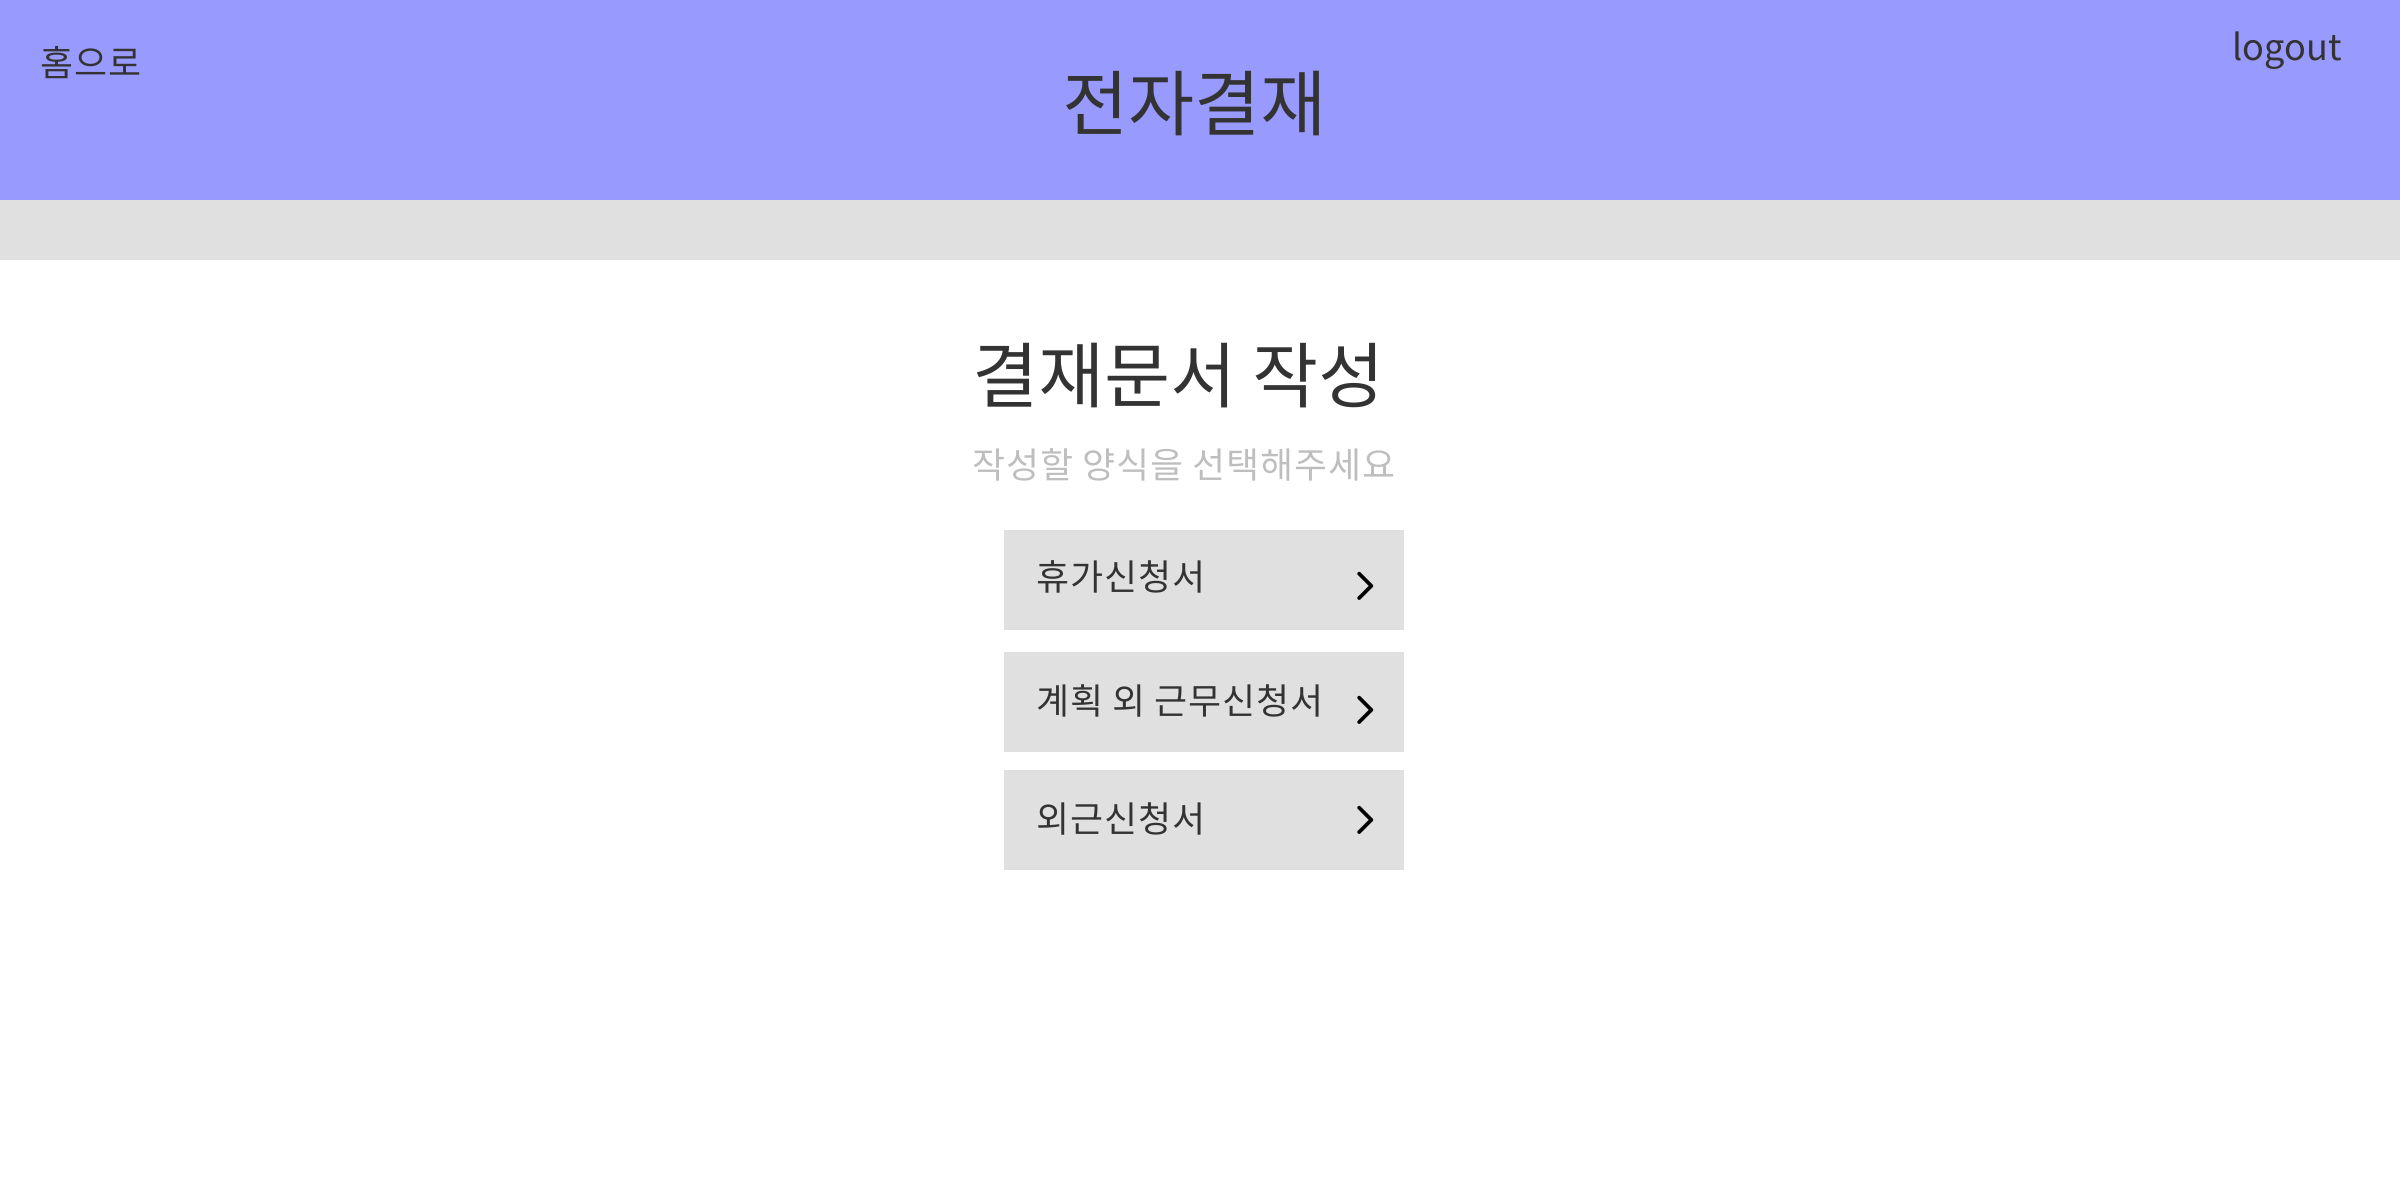 홈으로
전자결재
logout
결재문서 작성
작성할 양식을 선택해주세요
휴가신청서
계획 외 근무신청서
외근신청서